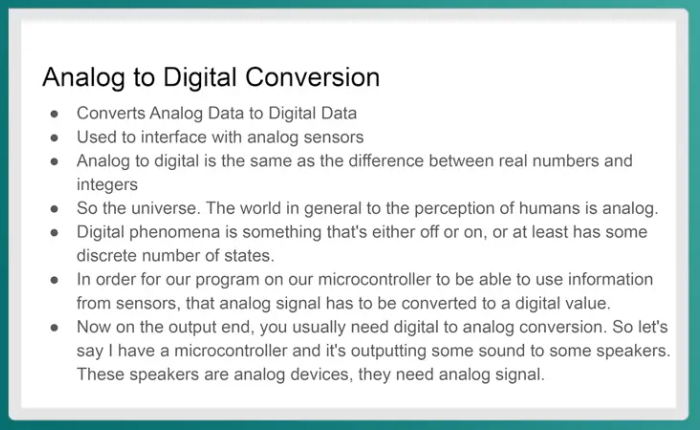 Analog to Digital Conversion
● Converts Analog Data to Digital Data
● Used to interface with analog sensors
● Analog to digital is the same as the difference between real numbers and
integers
● So the universe. The world in general to the perception of humans is analog.
● Digital phenomena is something that's either off or on, or at least has some
discrete number of states.
● In order for our program on our microcontroller to be able to use information
from sensors, that analog signal has to be converted to a digital value.
● Now on the output end, you usually need digital to analog conversion. So let's
say I have a microcontroller and it's outputting some sound to some speakers.
These speakers are analog devices, they need analog signal.